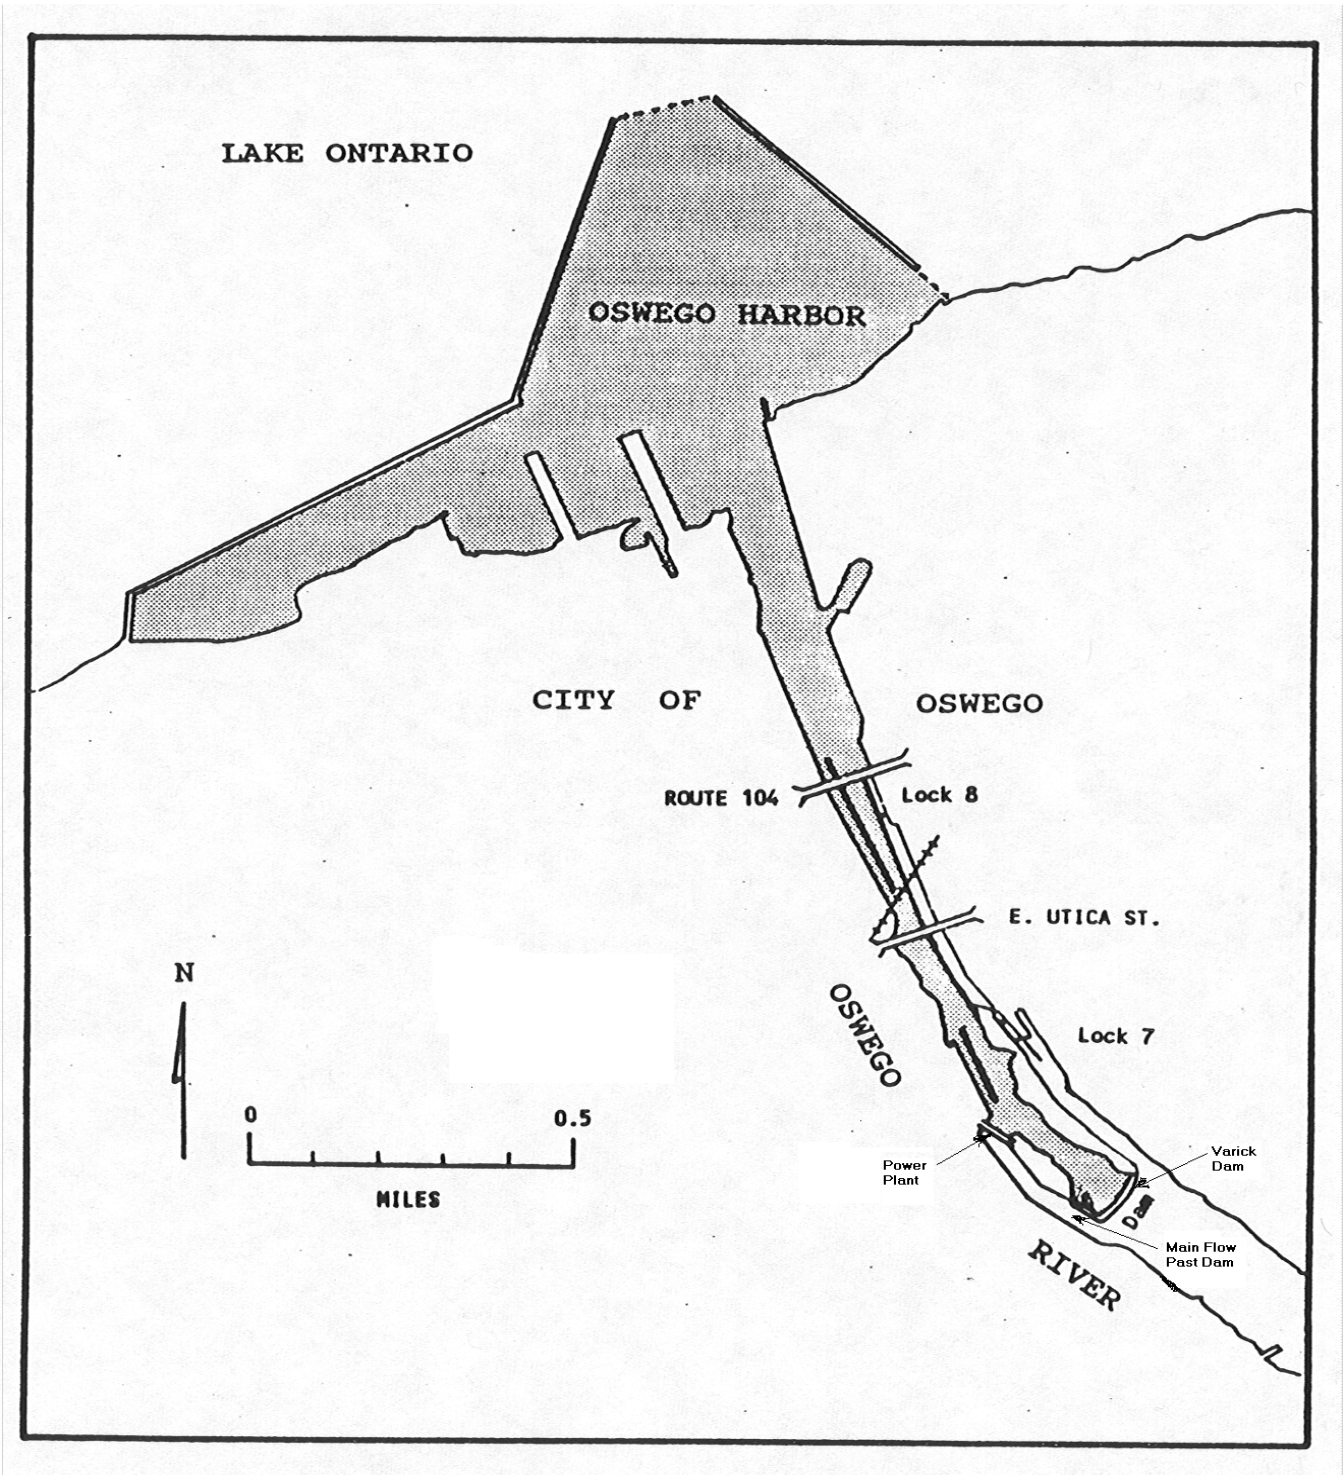 LAKE ONTARIO
OSWEGO HARBOR
CITY OF OSWEGO
ROUTE 104
Lock 8
E. UTICA ST.
N
OSWEGO
Lock 7
0 0.5
MILES
Power
Plant
Varick
Dam
Dam
Main Flow
Past Dam
RIVER